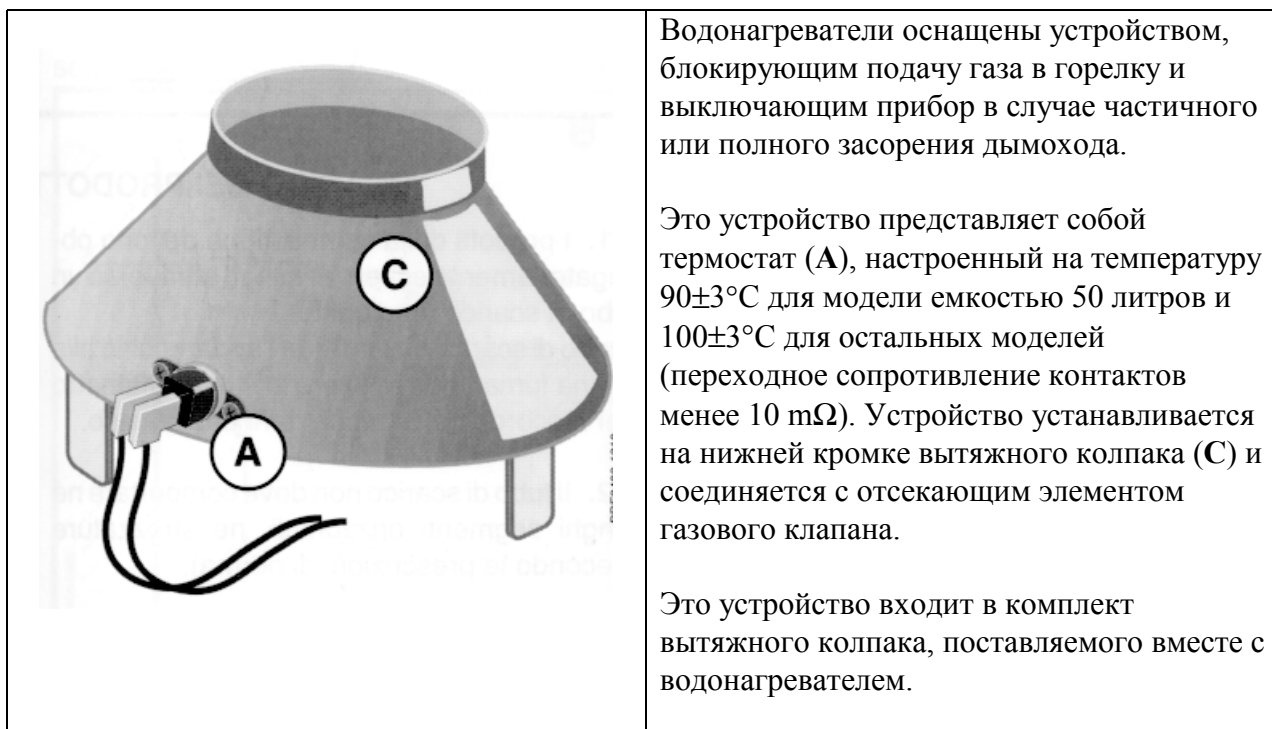 Водонагреватели оснащены устройством,
блокирующим подачу газа в горелку и
выключающим прибор в случае частичного
или полного засорения дымохода.
Это устройство представляет собой
термостат (А), настроенный на температуру
90±3°С для модели емкостью 50 литров и
100±3°С для остальных моделей
(переходное сопротивление контактов
менее 10 mΩ). Устройство устанавливается
на нижней кромке вытяжного колпака (С) и
соединяется с отсекающим элементом
газового клапана.
Это устройство входит в комплект
вытяжного колпака, поставляемого вместе с
водонагревателем.
C
A